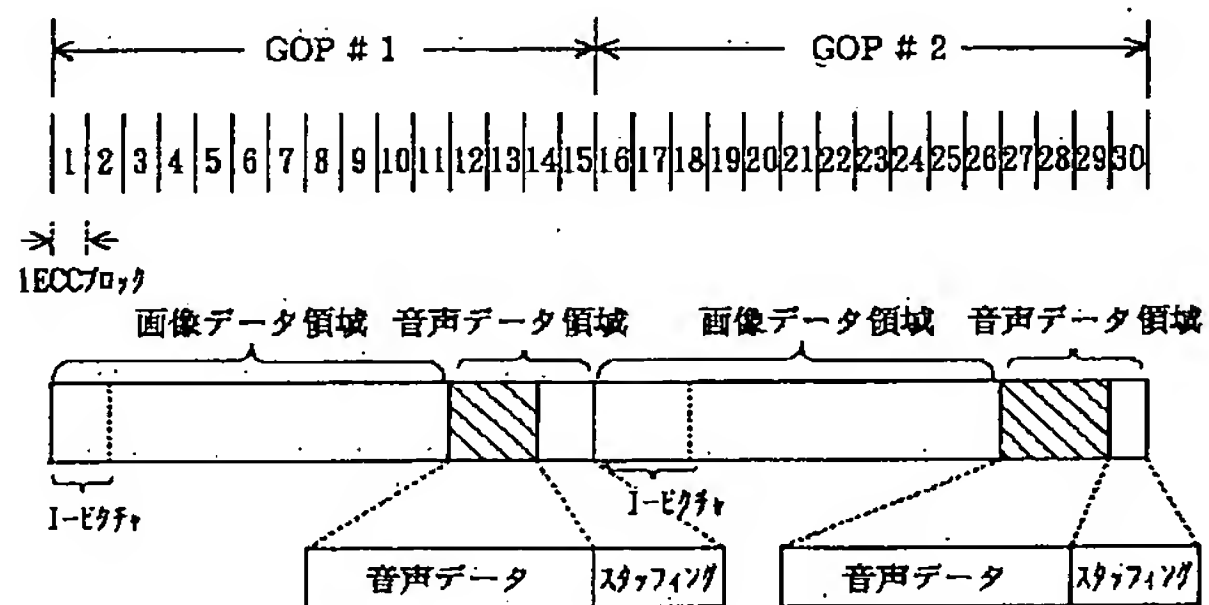 GOP # 1 GOP # 2
1 2 3 4 5 6 7 8 9 10 11 12 13 14 15 16 17 18 19 20 21 22 23 24 25 26 27 28 29 30
1ECCブロック
画像データ領域 音声データ領域 画像データ領域 音声データ領域
I-ピクチャ I-ピクチャ
音声データ スタッフィング 音声データ スタッフィング